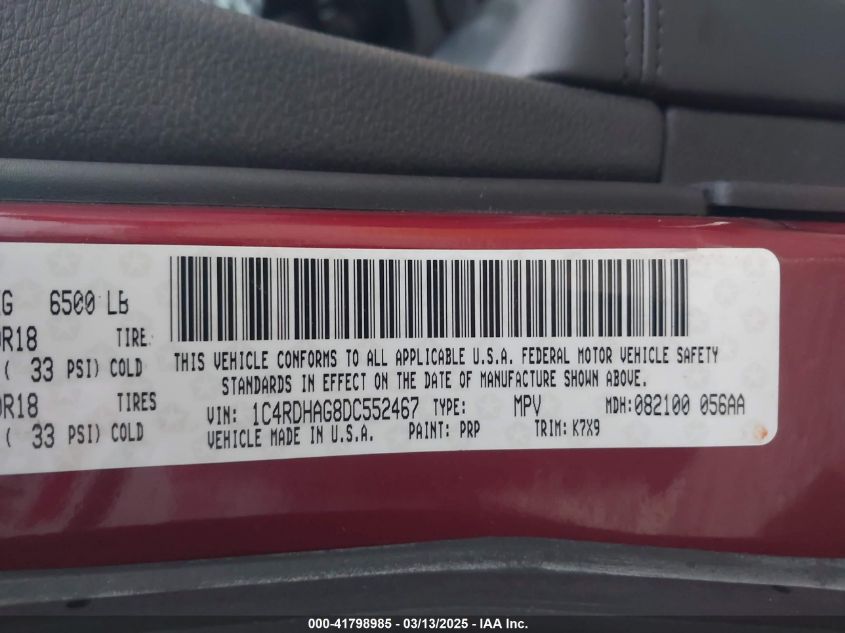 G 6500 LB
R18 TIRE
( 33 PSI) COLD
R18 TIRES
( 33 PSI) COLD
THIS VEHICLE CONFORMS TO ALL APPLICABLE U.S.A. FEDERAL MOTOR VEHICLE SAFETY
STANDARDS IN EFFECT ON THE DATE OF MANUFACTURE SHOWN ABOVE.
VIN: 1C4RDHAG8DC552467 TYPE: MPV MDH:082100 056AA
VEHICLE MADE IN U.S.A. PAINT: PRP TRIM: K7X9
000-41798985 — 03/13/2025 — IAA Inc.